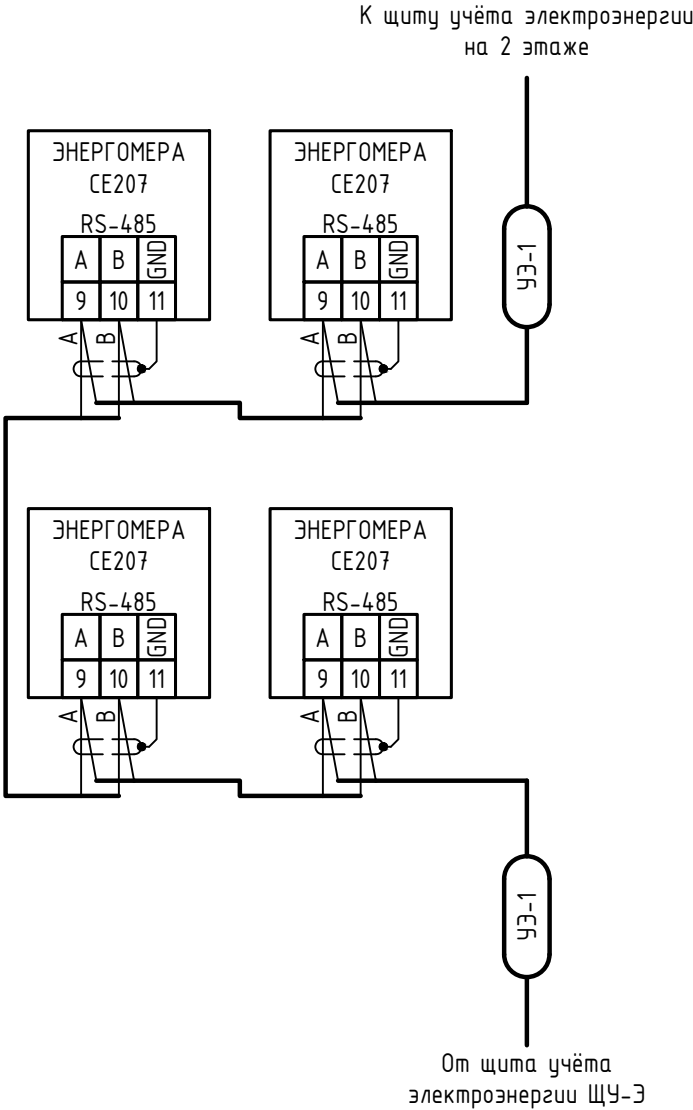 К щиту учёта электроэнергии
на 2 этаже
ЭНЕРГОМЕРА
CE207
RS-485
A B GND
9 10 11
A B
ЭНЕРГОМЕРА
CE207
RS-485
A B GND
9 10 11
A B
УЭ-1
ЭНЕРГОМЕРА
CE207
RS-485
A B GND
9 10 11
A B
ЭНЕРГОМЕРА
CE207
RS-485
A B GND
9 10 11
A B
УЭ-1
От щита учёта
электроэнергии ЩУ-Э